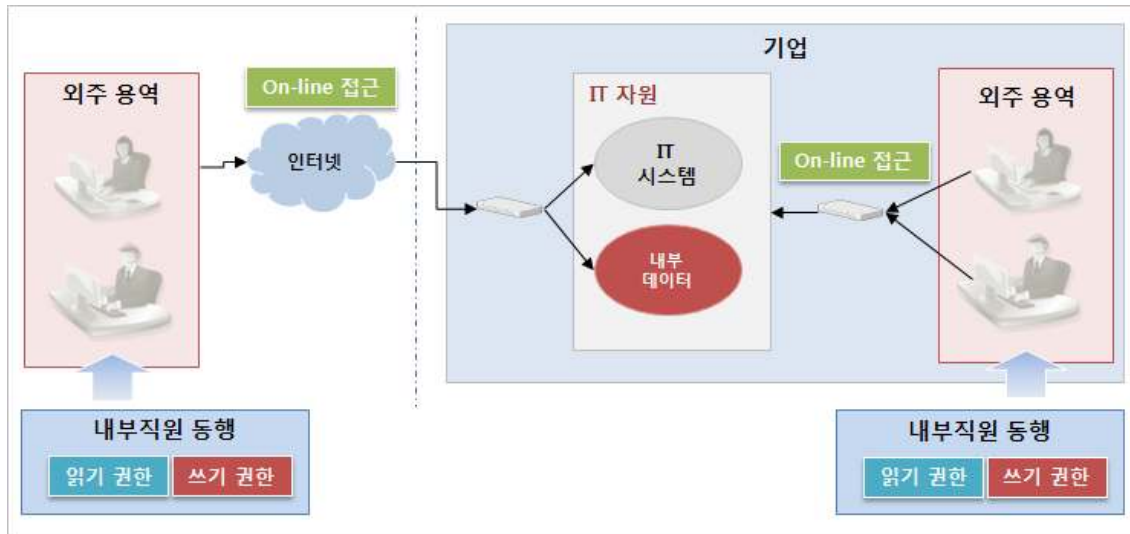 외주 용역
On-line 접근
인터넷
기업
IT 자원
IT
시스템
내부
데이터
On-line 접근
외주 용역
내부직원 동행
읽기 권한
쓰기 권한
내부직원 동행
읽기 권한
쓰기 권한